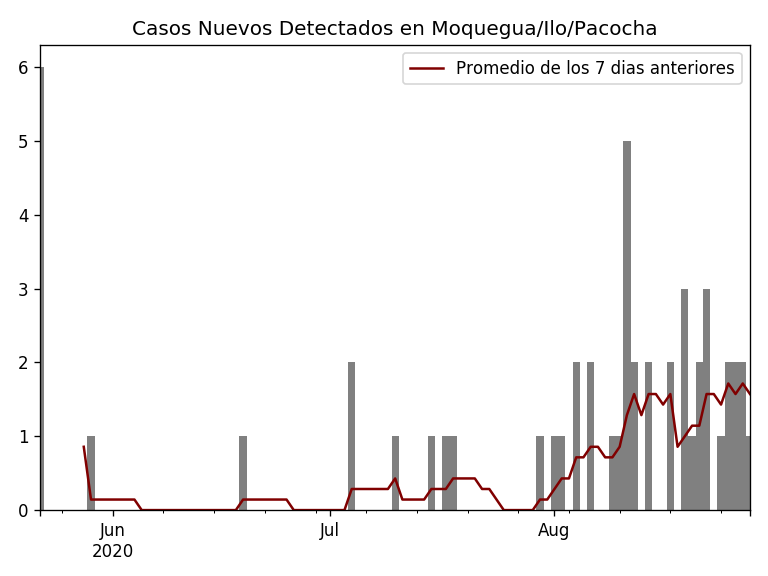 Casos Nuevos Detectados en Moquegua/Ilo/Pacocha
Promedio de los 7 dias anteriores
6
5
4
3
2
1
0
Jun
2020
Jul
Aug